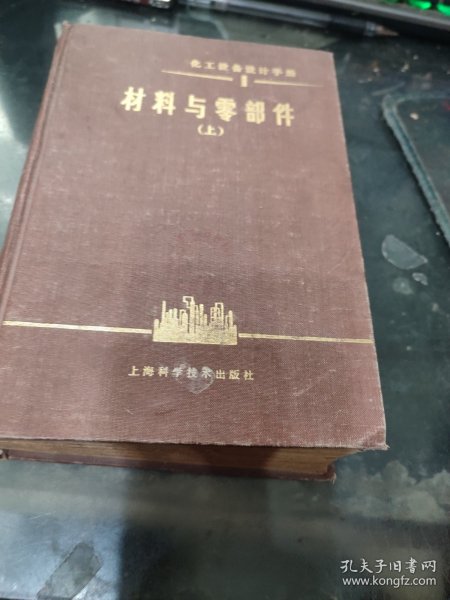 化工设备设计手册
材料与零部件
(上)
上海科学技术出版社
孔夫子旧书网
www.kongfz.com